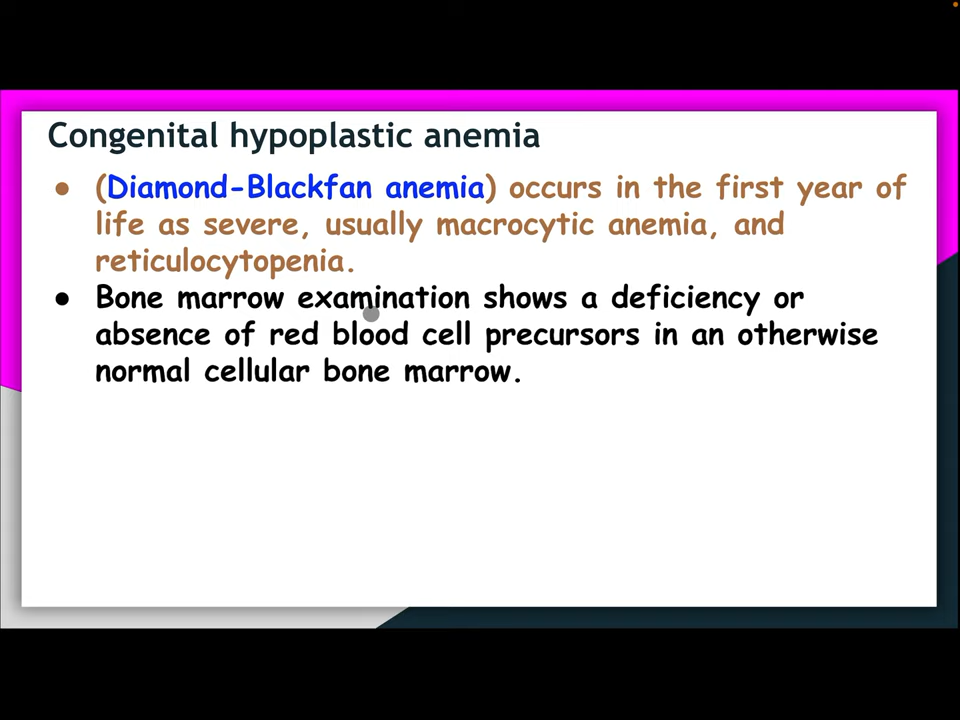 Congenital hypoplastic anemia
● (Diamond-Blackfan anemia) occurs in the first year of
life as severe, usually macrocytic anemia, and
reticulocytopenia.
● Bone marrow examination shows a deficiency or
absence of red blood cell precursors in an otherwise
normal cellular bone marrow.